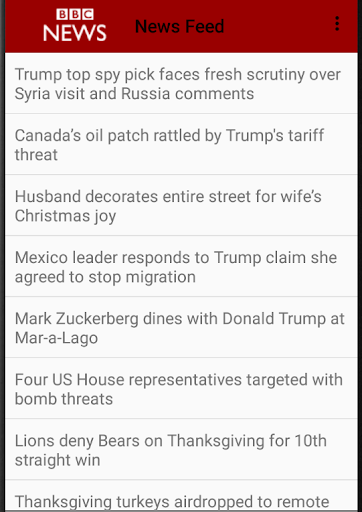 BBC
NEWS
News Feed
Trump top spy pick faces fresh scrutiny over
Syria visit and Russia comments
Canada's oil patch rattled by Trump's tariff
threat
Husband decorates entire street for wife’s
Christmas joy
Mexico leader responds to Trump claim she
agreed to stop migration
Mark Zuckerberg dines with Donald Trump at
Mar-a-Lago
Four US House representatives targeted with
bomb threats
Lions deny Bears on Thanksgiving for 10th
straight win
Thanksgiving turkeys airdropped to remote